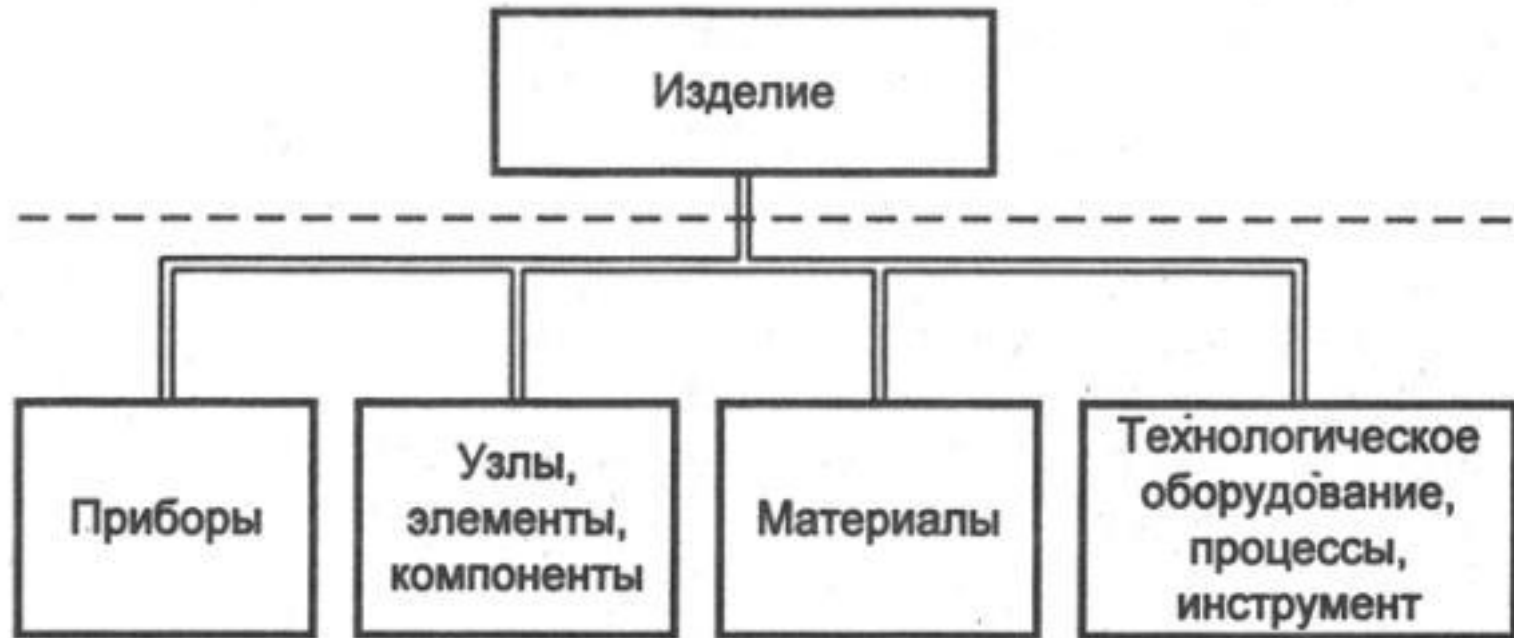 Изделие
Приборы
Узлы,
элементы,
компоненты
Материалы
Технологическое
оборудование,
процессы,
инструмент